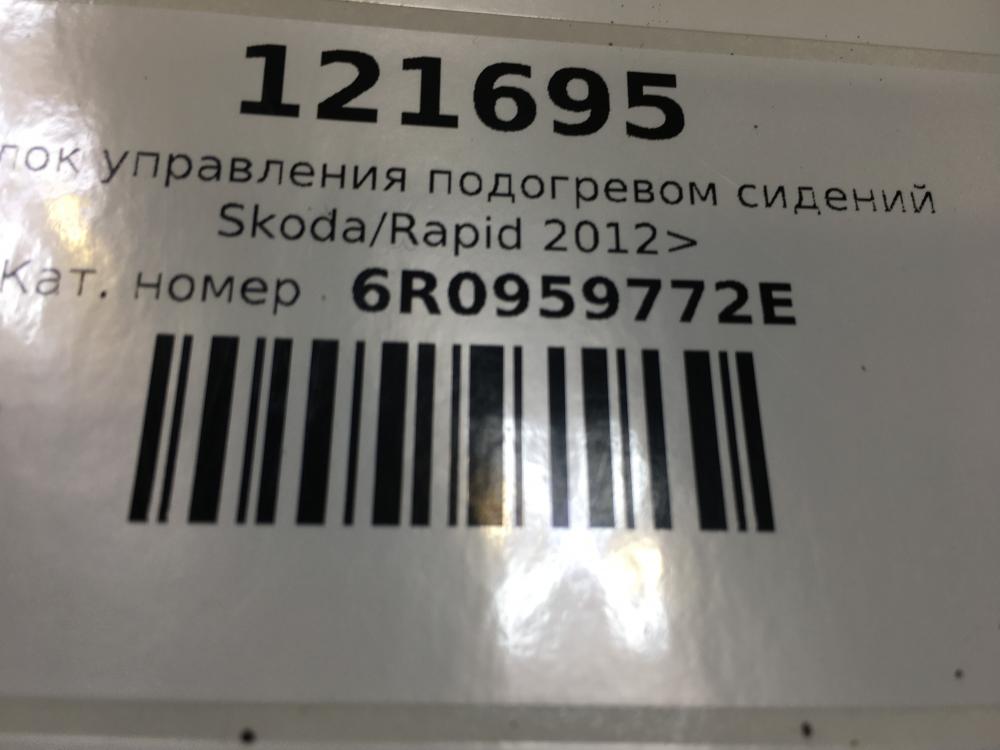 121695
лок управления подогревом сидений
Skoda/Rapid 2012>
Кат. номер 6R0959772E